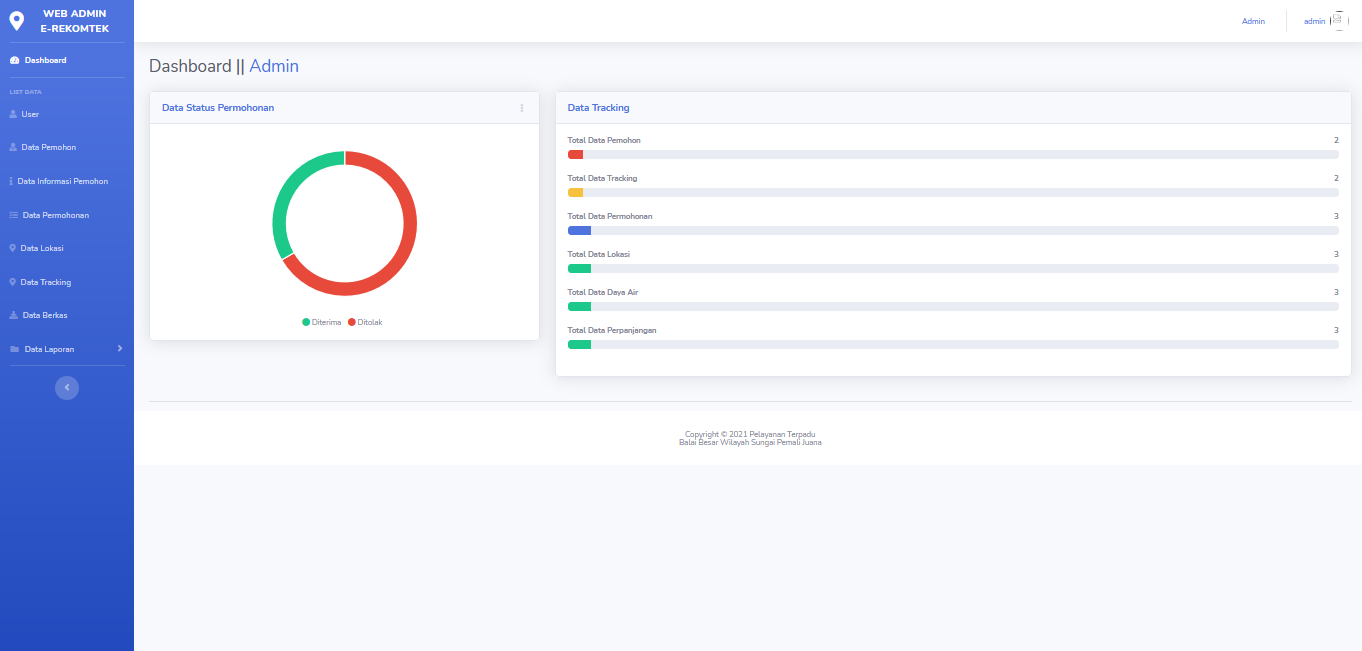 WEB ADMIN
E-REKOMTEK
Dashboard
LIST DATA
User
Data Pemohon
Data Informasi Pemohon
Data Permohonan
Data Lokasi
Data Tracking
Data Berkas
Data Laporan
Admin
admin
Dashboard || Admin
Data Status Permohonan
Diterima
Ditolak
Data Tracking
Total Data Pemohon 2
Total Data Tracking 2
Total Data Permohonan 3
Total Data Lokasi 3
Total Data Daya Air 3
Total Data Perpanjangan 3
Copyright © 2021 Pelayanan Terpadu
Balai Besar Wilayah Sungai Pemali Juana